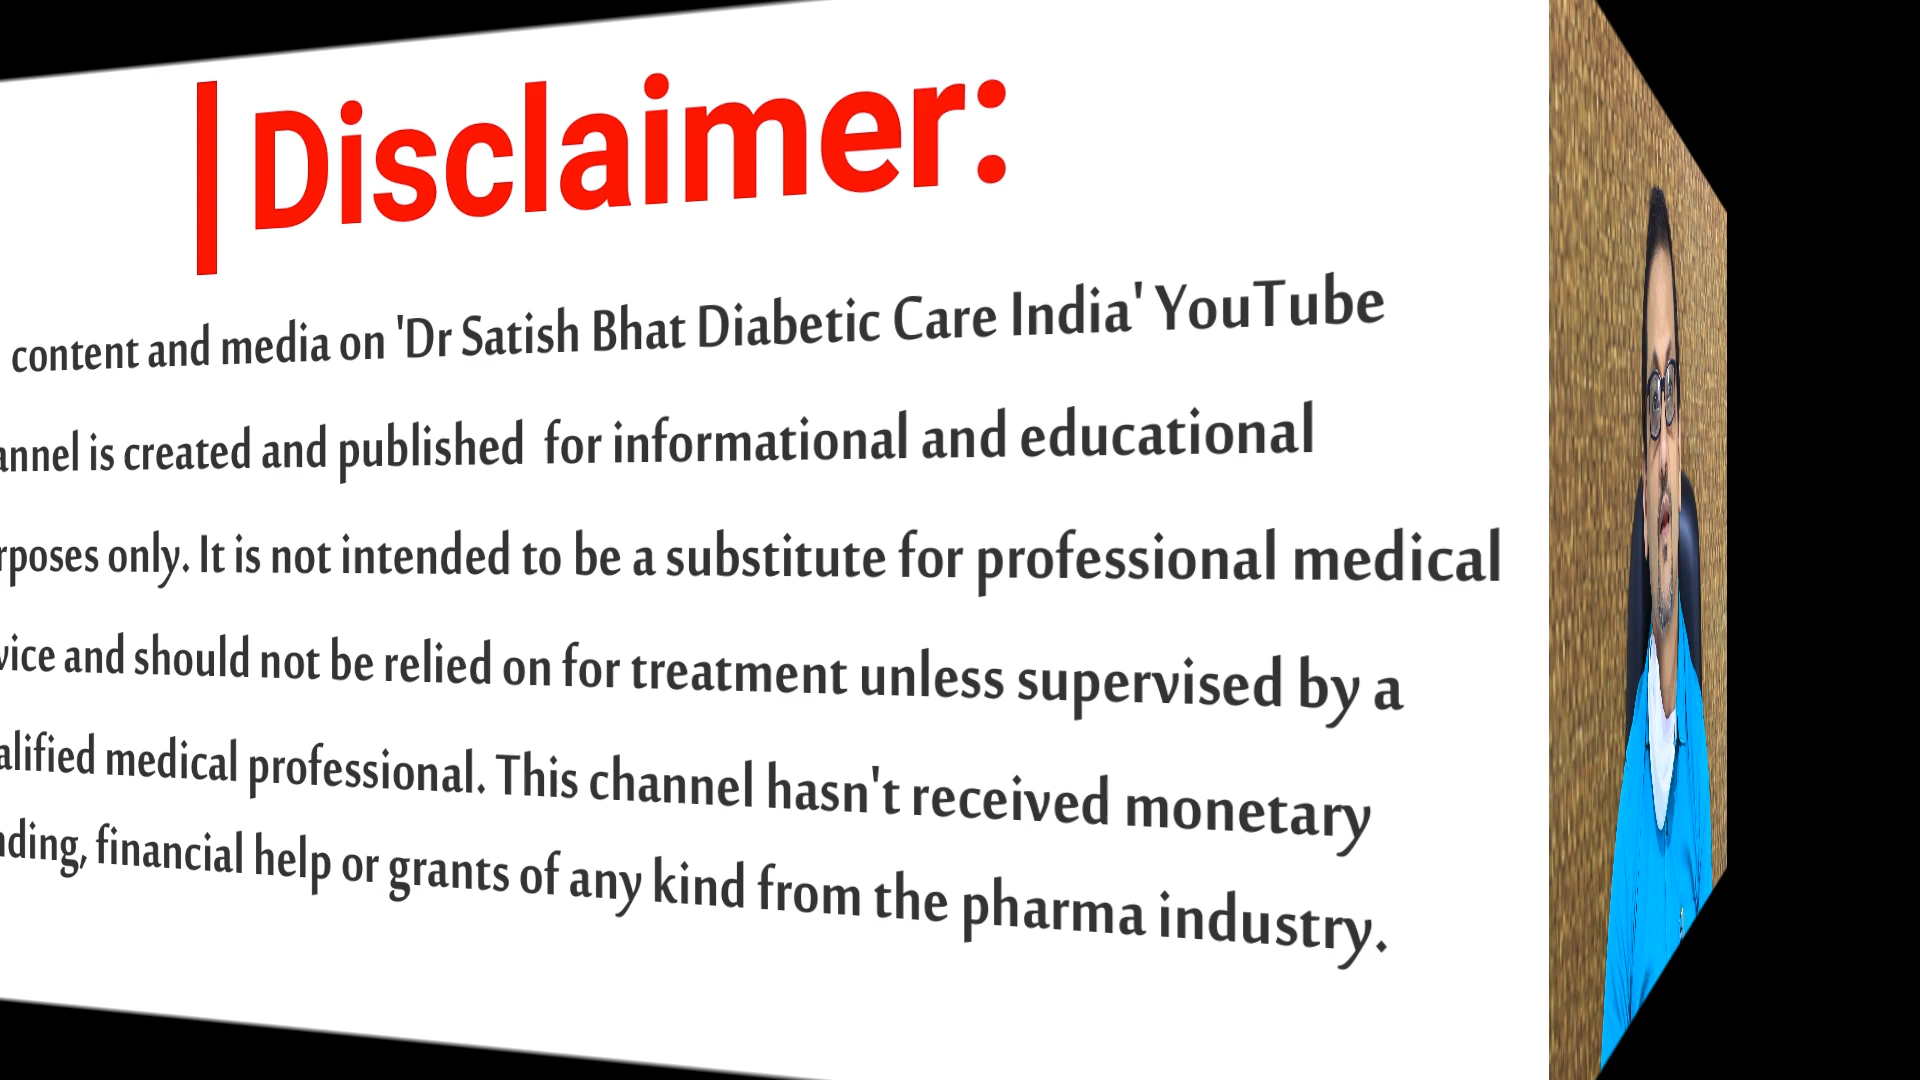 Disclaimer:
content and media on 'Dr Satish Bhat Diabetic Care India' YouTube
annel is created and published for informational and educational
rposes only. It is not intended to be a substitute for professional medical
vice and should not be relied on for treatment unless supervised by a
alified medical professional. This channel hasn't received monetary
nding, financial help or grants of any kind from the pharma industry.